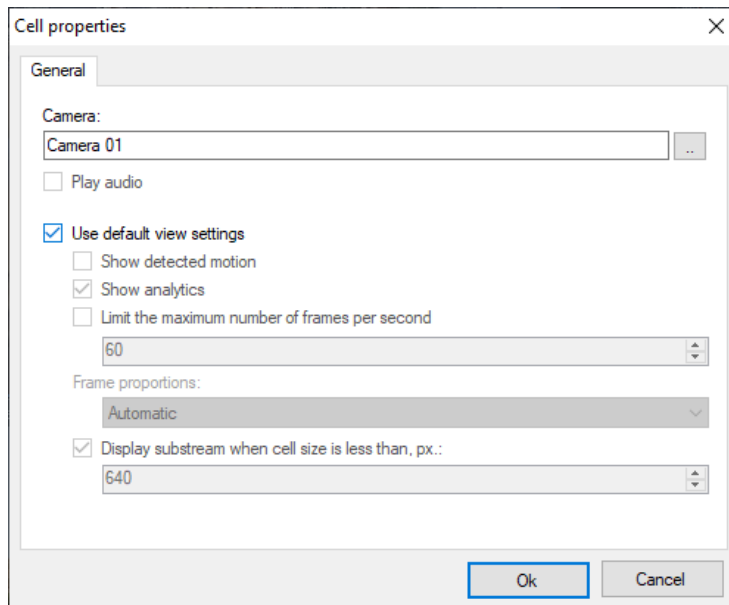 Cell properties
General
Camera:
Camera 01
..
Play audio
Use default view settings
Show detected motion
Show analytics
Limit the maximum number of frames per second
60
Frame proportions:
Automatic
Display substream when cell size is less than, px.:
640
Ok
Cancel